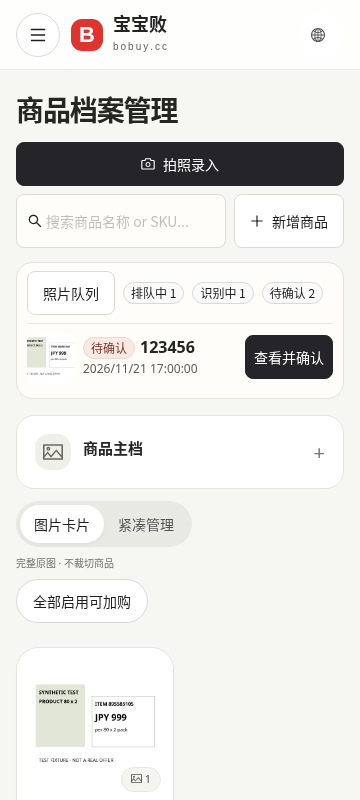 B
宝宝败
bobuy.cc
商品档案管理
拍照录入
搜索商品名称 or SKU...
新增商品
照片队列
排队中 1
识别中 1
待确认 2
JPY 999
待确认 123456
2026/11/21 17:00:00
查看并确认
商品主档
图片卡片
紧凑管理
完整原图 · 不裁切商品
全部启用可加购
SYNTHETIC TEST
PRODUCT 80 x 2
ITEM 895583105
JPY 999
per 80 x 2 pack
TEST FIXTURE - NOT A REAL OFFER
1